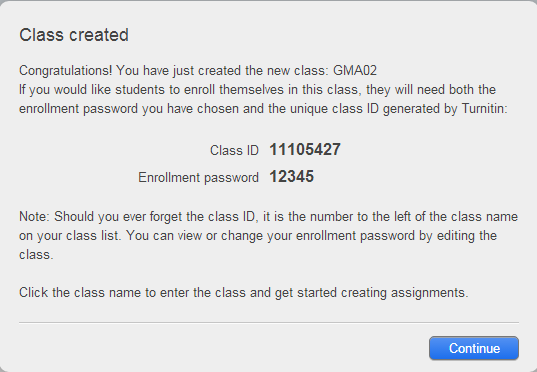 Class created
Congratulations! You have just created the new class: GMA02
If you would like students to enroll themselves in this class, they will need both the
enrollment password you have chosen and the unique class ID generated by Turnitin:
Class ID 11105427
Enrollment password 12345
Note: Should you ever forget the class ID, it is the number to the left of the class name
on your class list. You can view or change your enrollment password by editing the
class.
Click the class name to enter the class and get started creating assignments.
Continue